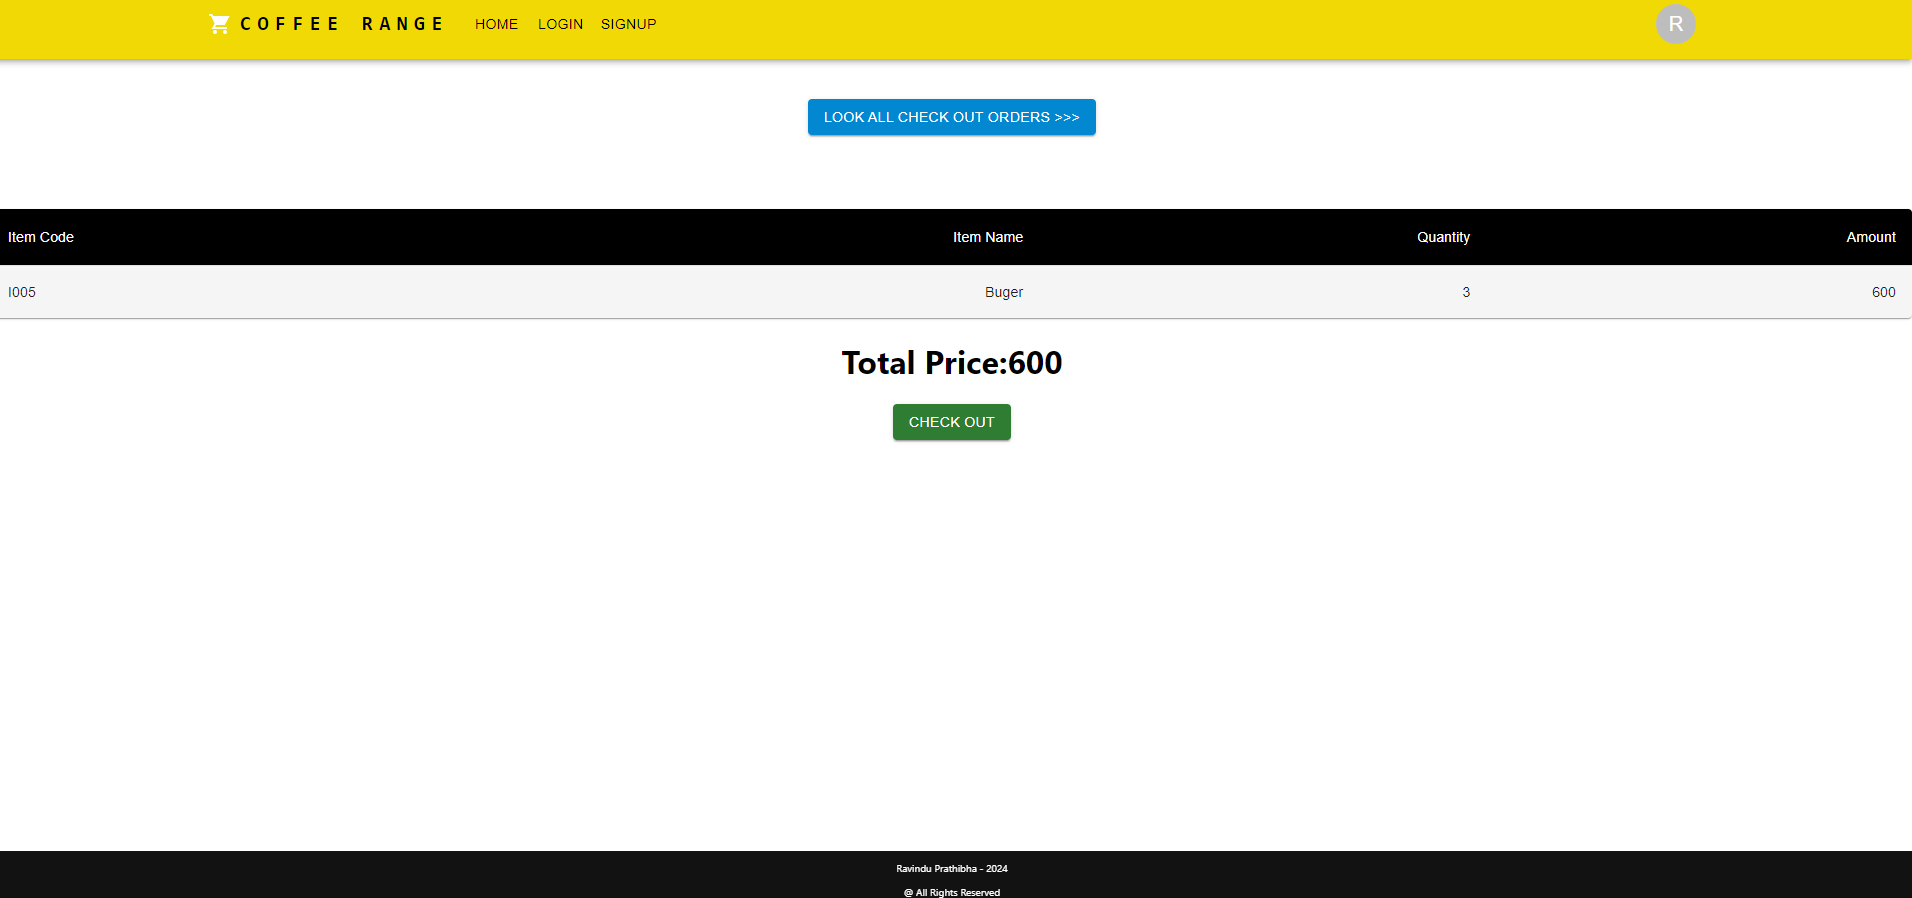 COFFEE RANGE HOME LOGIN SIGNUP R
LOOK ALL CHECK OUT ORDERS >>>
Item Code Item Name Quantity Amount
I005 Buger 3 600
Total Price:600
CHECK OUT
Ravindu Prathibha - 2024
@ All Rights Reserved